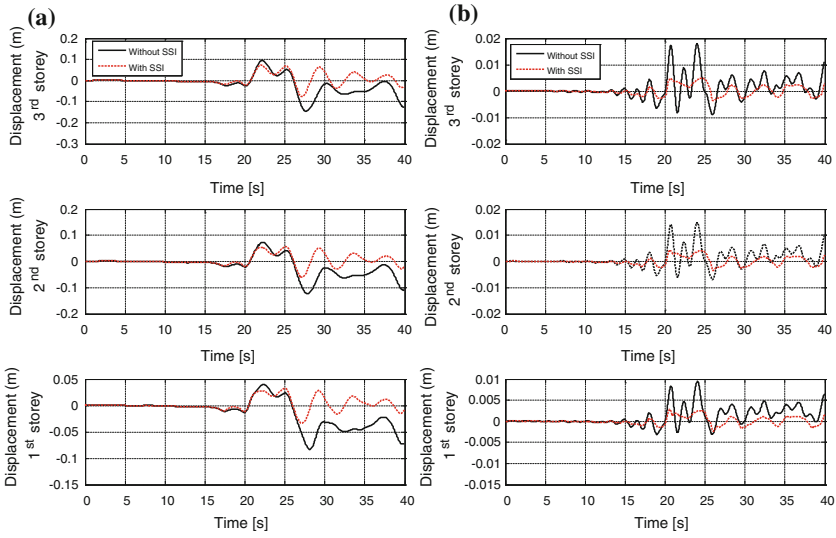 (a)
Displacement (m)
3rd storey
0.2
0.1
0
-0.1
-0.2
-0.3
Without SSI
With SSI
0 5 10 15 20 25 30 35 40
Time [s]
Displacement (m)
2nd storey
0.2
0.1
0
-0.1
-0.2
0 5 10 15 20 25 30 35 40
Time [s]
Displacement (m)
1st storey
0.05
0
-0.05
-0.1
-0.15
0 5 10 15 20 25 30 35 40
Time [s]
(b)
Displacement (m)
3rd storey
0.02
0.01
0
-0.01
-0.02
Without SSI
With SSI
0 5 10 15 20 25 30 35 40
Time [s]
Displacement (m)
2nd storey
0.02
0.01
0
-0.01
-0.02
0 5 10 15 20 25 30 35 40
Time [s]
Displacement (m)
1st storey
0.01
0.005
0
-0.005
-0.01
-0.015
0 5 10 15 20 25 30 35 40
Time [s]